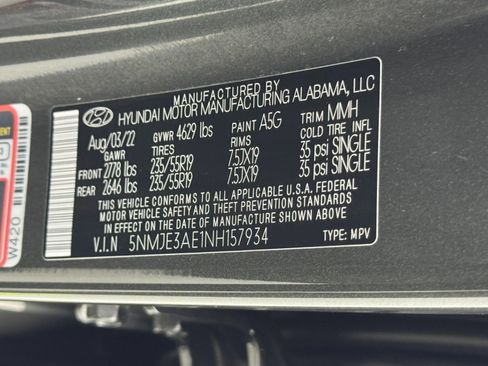 MANUFACTURED BY
HYUNDAI MOTOR MANUFACTURING ALABAMA, LLC
Aug/03/22 GVWR 4629 lbs PAINT A5G TRIM MMH
GAWR TIRES RIMS COLD TIRE INFL
FRONT 2778 lbs 235/55R19 7.5JX19 35 psi SINGLE
REAR 2646 lbs 235/55R19 7.5JX19 35 psi SINGLE
THIS VEHICLE CONFORMS TO ALL APPLICABLE U.S.A. FEDERAL
MOTOR VEHICLE SAFETY AND THEFT PREVENTION STANDARDS
IN EFFECT ON THE DATE OF MANUFACTURE SHOWN ABOVE
V.I.N 5NMJE3AE1NH157934 TYPE: MPV
W420